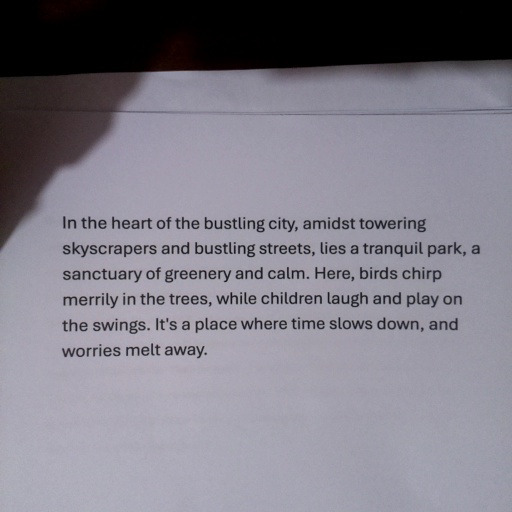 In the heart of the bustling city, amidst towering
skyscrapers and bustling streets, lies a tranquil park, a
sanctuary of greenery and calm. Here, birds chirp
merrily in the trees, while children laugh and play on
the swings. It's a place where time slows down, and
worries melt away.